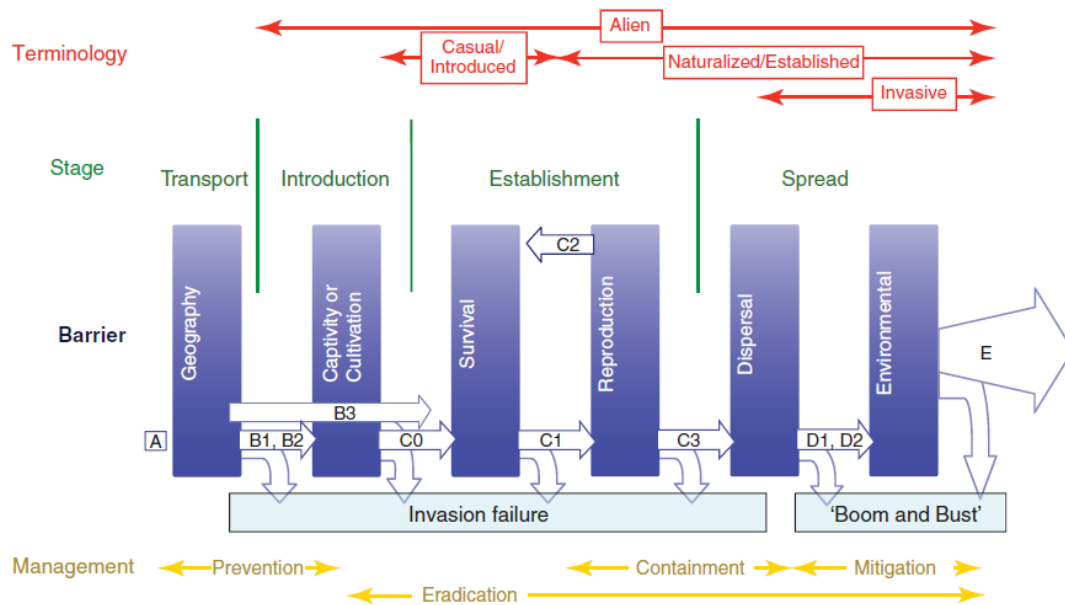 Alien
Terminology
Casual/
Introduced
Naturalized/Established
Invasive
Stage
Transport
Introduction
Establishment
Spread
C2
Barrier
Geography
Captivity or
Cultivation
Survival
Reproduction
Dispersal
Environmental
E
B3
A
B1, B2
C0
C1
C3
D1, D2
Invasion failure
'Boom and Bust'
Management
Prevention
Containment
Mitigation
Eradication